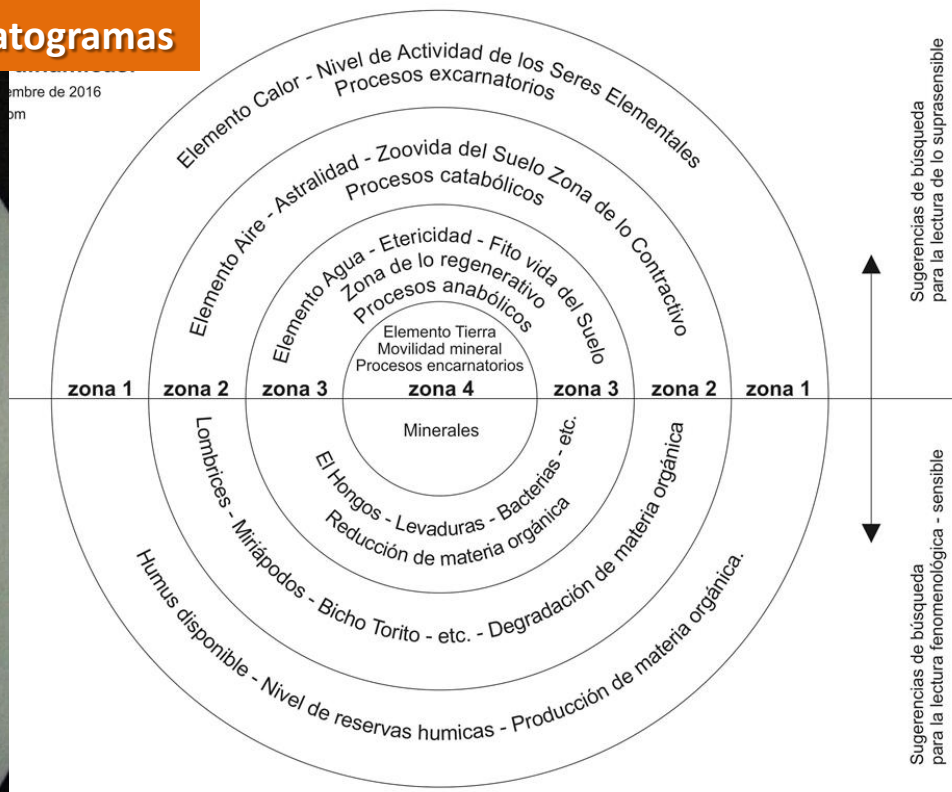 atogramas
embre de 2016
om
Elemento Calor - Nivel de Actividad de los Seres Elementales
Procesos excarnatorios
Elemento Aire - Astralidad - Zoovida del Suelo Zona de lo Contractivo
Procesos catabólicos
Elemento Agua - Etericidad - Fito vida del Suelo
Zona de lo regenerativo
Procesos anabólicos
Elemento Tierra
Movilidad mineral
Procesos encarnatorios
zona 1 zona 2 zona 3 zona 4 zona 3 zona 2 zona 1
Minerales
El Hongos - Levaduras - Bacterias - etc.
Reducción de materia orgánica
Lombrices - Miriápodos - Bicho Torito - etc. - Degradación de materia orgánica
Humus disponible - Nivel de reservas humicas - Producción de materia orgánica.
Sugerencias de búsqueda
para la lectura de lo suprasensible
Sugerencias de búsqueda
para la lectura fenomenológica - sensible